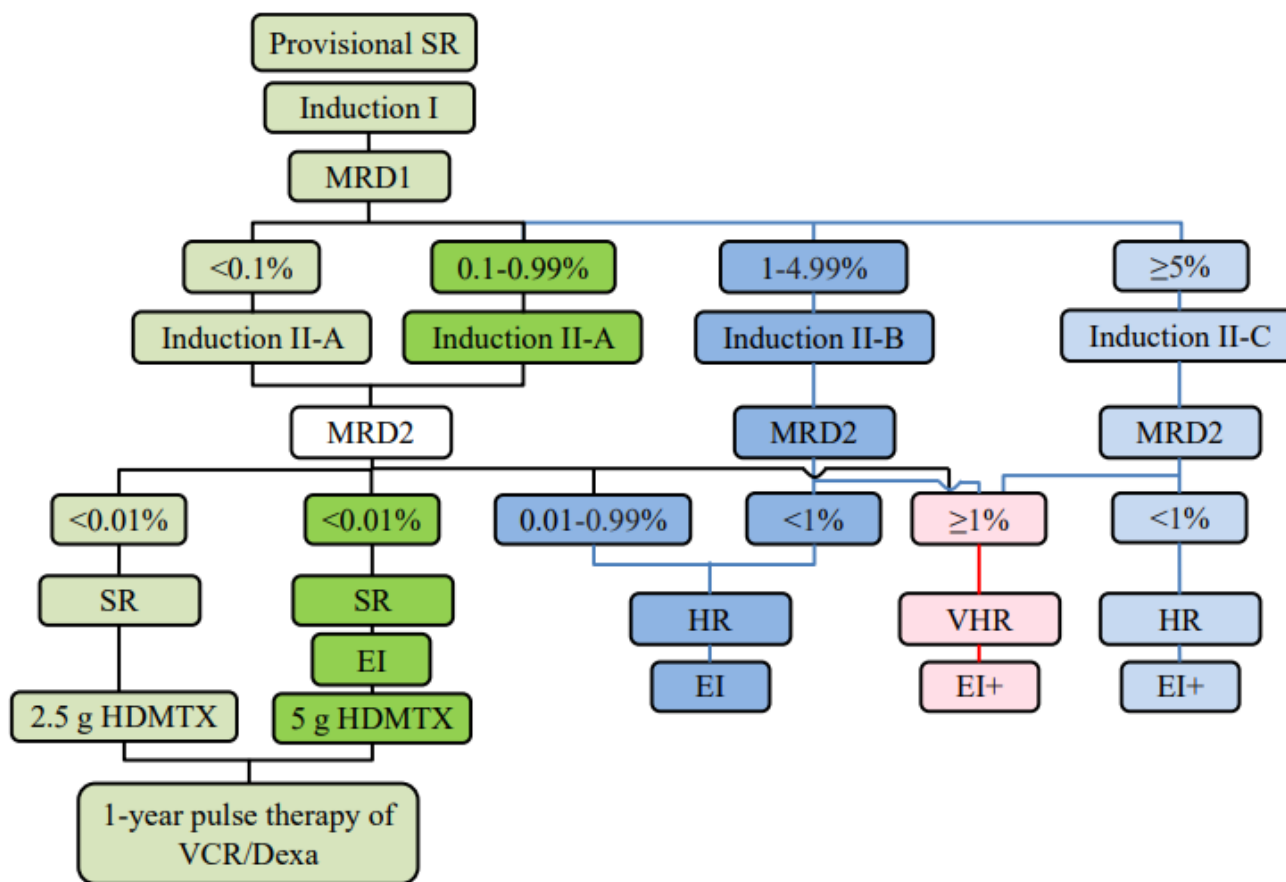 Provisional SR
Induction I
MRD1
<0.1%
0.1-0.99%
1-4.99%
≥5%
Induction II-A
Induction II-A
Induction II-B
Induction II-C
MRD2
MRD2
MRD2
<0.01%
<0.01%
0.01-0.99%
<1%
≥1%
<1%
SR
SR
HR
VHR
HR
EI
EI
EI+
EI+
2.5 g HDMTX
5 g HDMTX
1-year pulse therapy of
VCR/Dexa